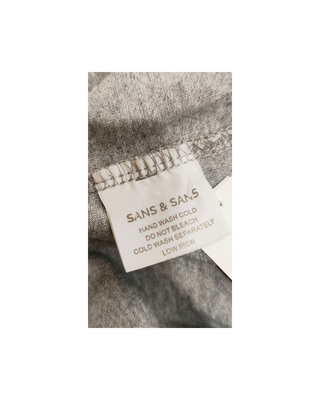 SANS & SANS
HAND WASH COLD
DO NOT BLEACH
COLD WASH SEPARATELY
LOW IRON